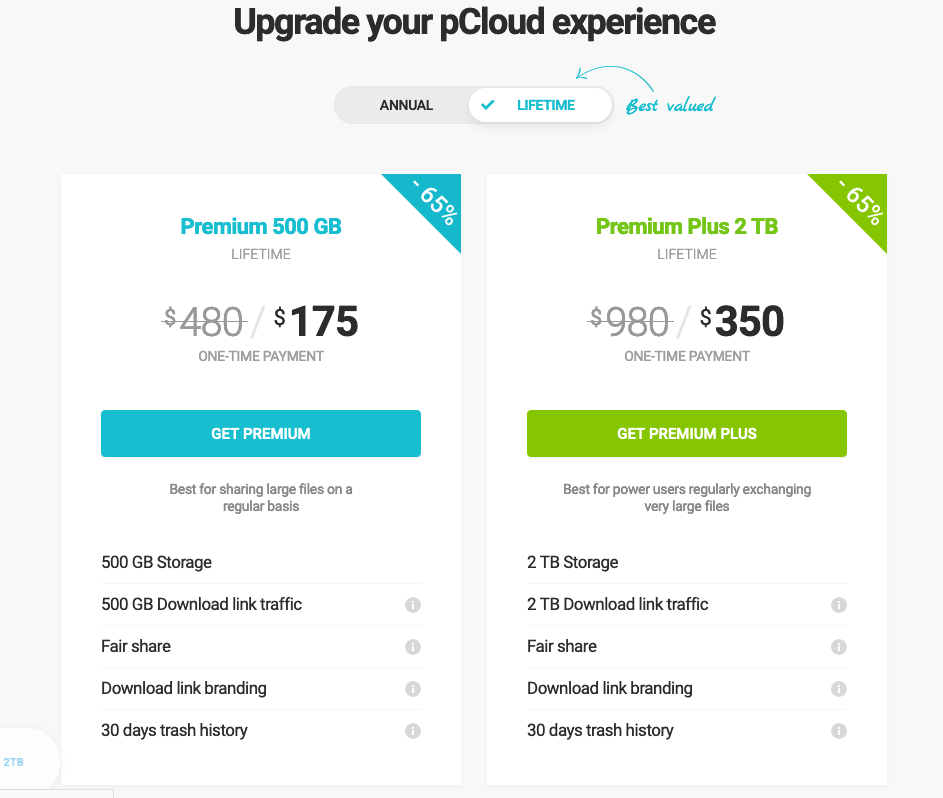 Upgrade your pCloud experience
ANNUAL
LIFETIME
Best valued
- 65%
Premium 500 GB
LIFETIME
$480 / $175
ONE-TIME PAYMENT
GET PREMIUM
Best for sharing large files on a
regular basis
500 GB Storage
500 GB Download link traffic
Fair share
Download link branding
30 days trash history
- 65%
Premium Plus 2 TB
LIFETIME
$980 / $350
ONE-TIME PAYMENT
GET PREMIUM PLUS
Best for power users regularly exchanging
very large files
2 TB Storage
2 TB Download link traffic
Fair share
Download link branding
30 days trash history
2TB